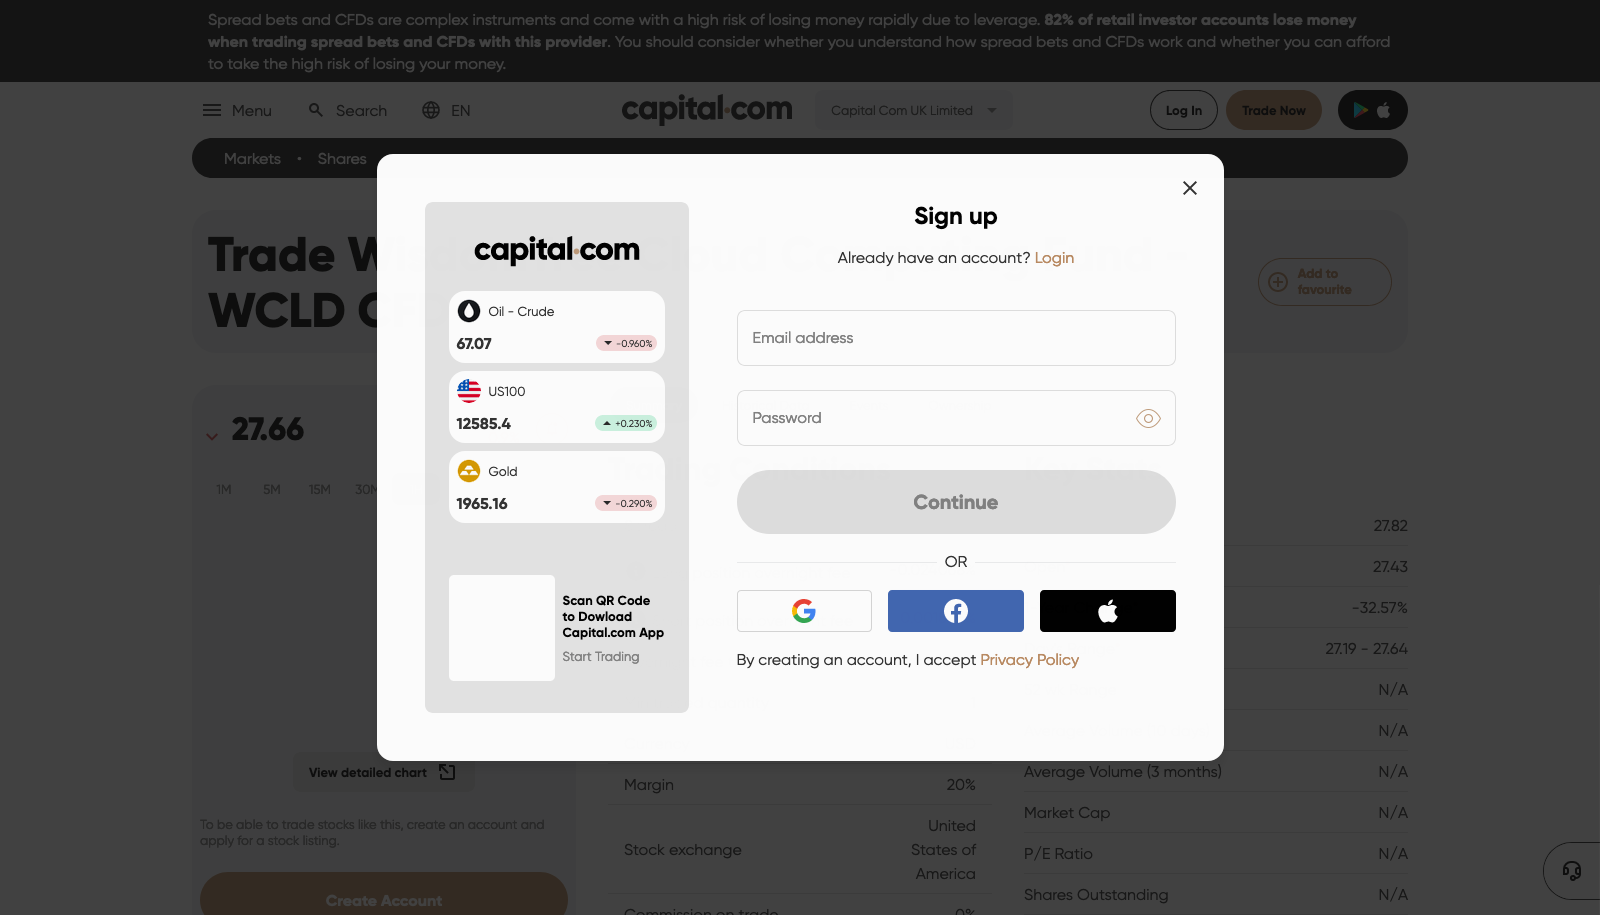 Spread bets and CFDs are complex instruments and come with a high risk of losing money rapidly due to leverage. 82% of retail investor accounts lose money
when trading spread bets and CFDs with this provider. You should consider whether you understand how spread bets and CFDs work and whether you can afford
to take the high risk of losing your money.
Menu
Search
EN
capital.com
Capital Com UK Limited
Log In
Trade Now
Markets
Shares
Trade
WCLD
Add to
favourite
27.66
1M
5M
15M
30M
View detailed chart
To be able to trade stocks like this, create an account and
apply for a stock listing.
Create Account
capital.com
Oil - Crude
67.07
-0.960%
US100
12585.4
+0.230%
Gold
1965.16
-0.290%
Scan QR Code
to Dowload
Capital.com App
Start Trading
Sign up
Already have an account? Login
Email address
Password
Continue
OR
By creating an account, I accept Privacy Policy
Margin 20%
Stock exchange United
States of
America
Commission on trade 0%
27.82
27.43
-32.57%
27.19 - 27.64
N/A
N/A
Average Volume (3 months) N/A
Market Cap N/A
P/E Ratio N/A
Shares Outstanding N/A